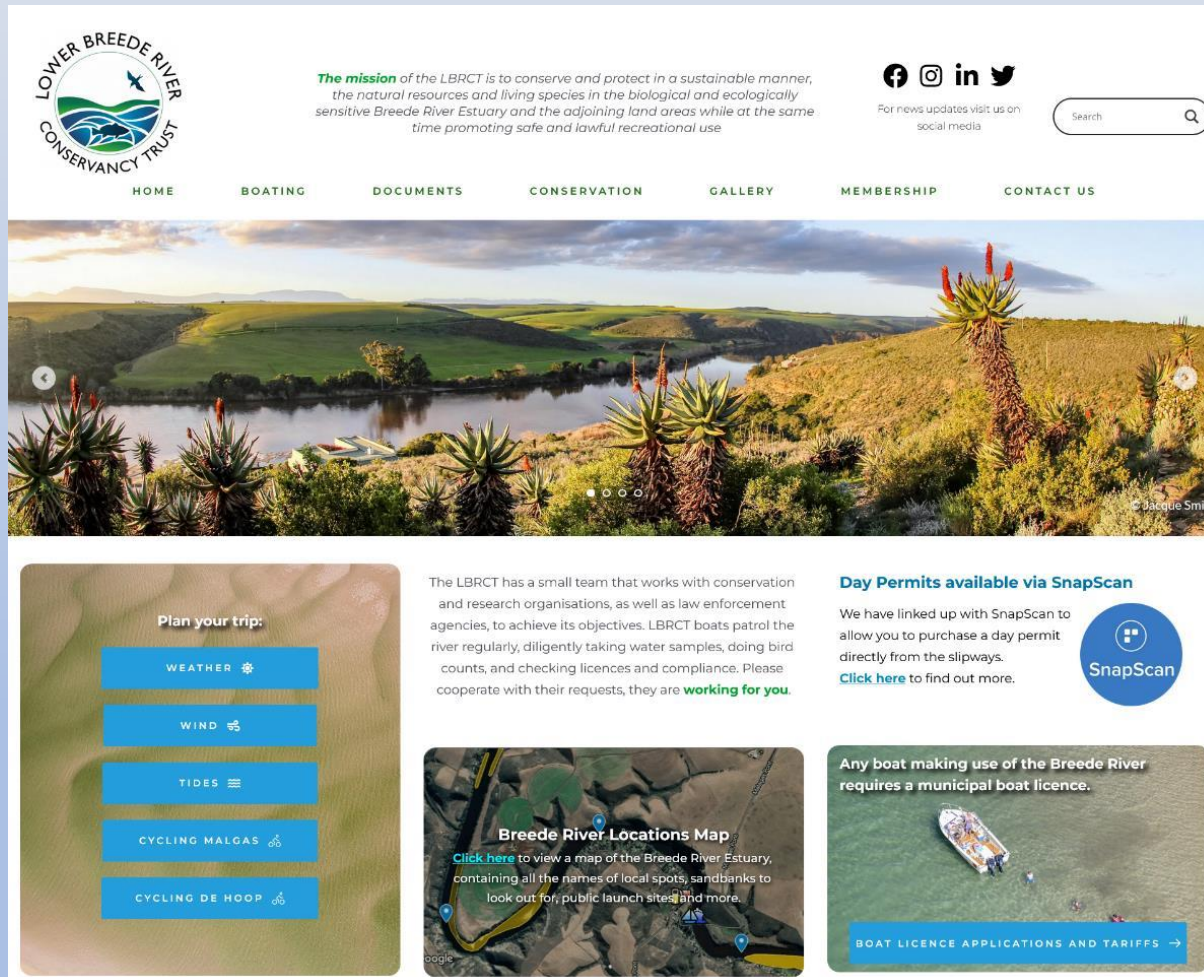 LOWER BREEDE RIVER
CONSERVANCY TRUST
The mission of the LBRCT is to conserve and protect in a sustainable manner,
the natural resources and living species in the biological and ecologically
sensitive Breede River Estuary and the adjoining land areas while at the same
time promoting safe and lawful recreational use
For news updates visit us on
social media
Search
HOME BOATING DOCUMENTS CONSERVATION GALLERY MEMBERSHIP CONTACT US
© Jacque Smi
Plan your trip:
WEATHER
WIND
TIDES
CYCLING MALGAS
CYCLING DE HOOP
The LBRCT has a small team that works with conservation
and research organisations, as well as law enforcement
agencies, to achieve its objectives. LBRCT boats patrol the
river regularly, diligently taking water samples, doing bird
counts, and checking licences and compliance. Please
cooperate with their requests, they are working for you.
Day Permits available via SnapScan
We have linked up with SnapScan to
allow you to purchase a day permit
directly from the slipways.
Click here to find out more.
SnapScan
Breede River Locations Map
Click here to view a map of the Breede River Estuary,
containing all the names of local spots, sandbanks to
look out for, public launch sites, and more.
oogle
Any boat making use of the Breede River
requires a municipal boat licence.
BOAT LICENCE APPLICATIONS AND TARIFFS →